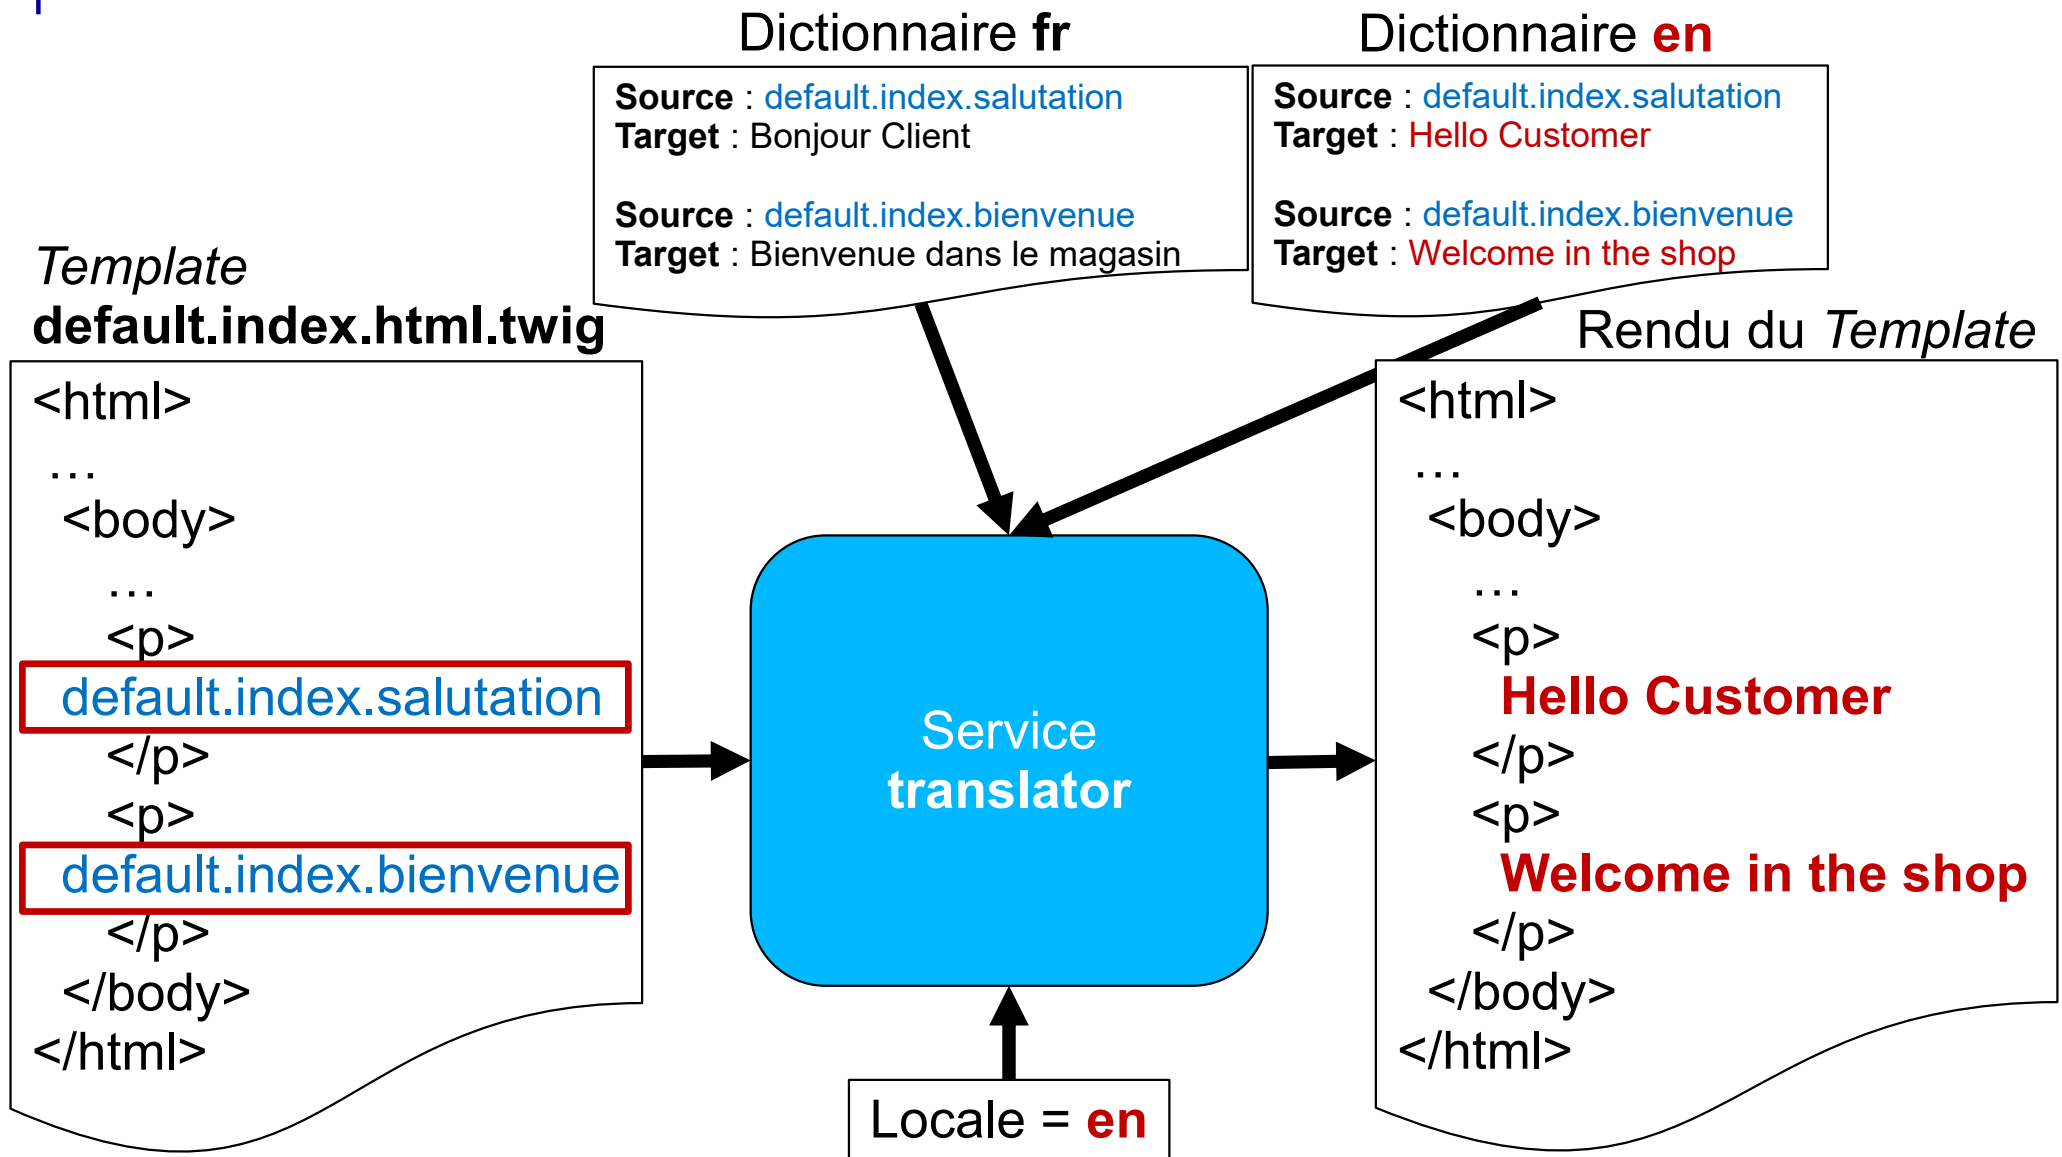 Dictionnaire fr
Source : default.index.salutation
Target : Bonjour Client
Source : default.index.bienvenue
Target : Bienvenue dans le magasin
Dictionnaire en
Source : default.index.salutation
Target : Hello Customer
Source : default.index.bienvenue
Target : Welcome in the shop
Template
default.index.html.twig
<html>
…
<body>
…
<p>
default.index.salutation
</p>
<p>
default.index.bienvenue
</p>
</body>
</html>
Service
translator
Locale = en
Rendu du Template
<html>
…
<body>
…
<p>
Hello Customer
</p>
<p>
Welcome in the shop
</p>
</body>
</html>